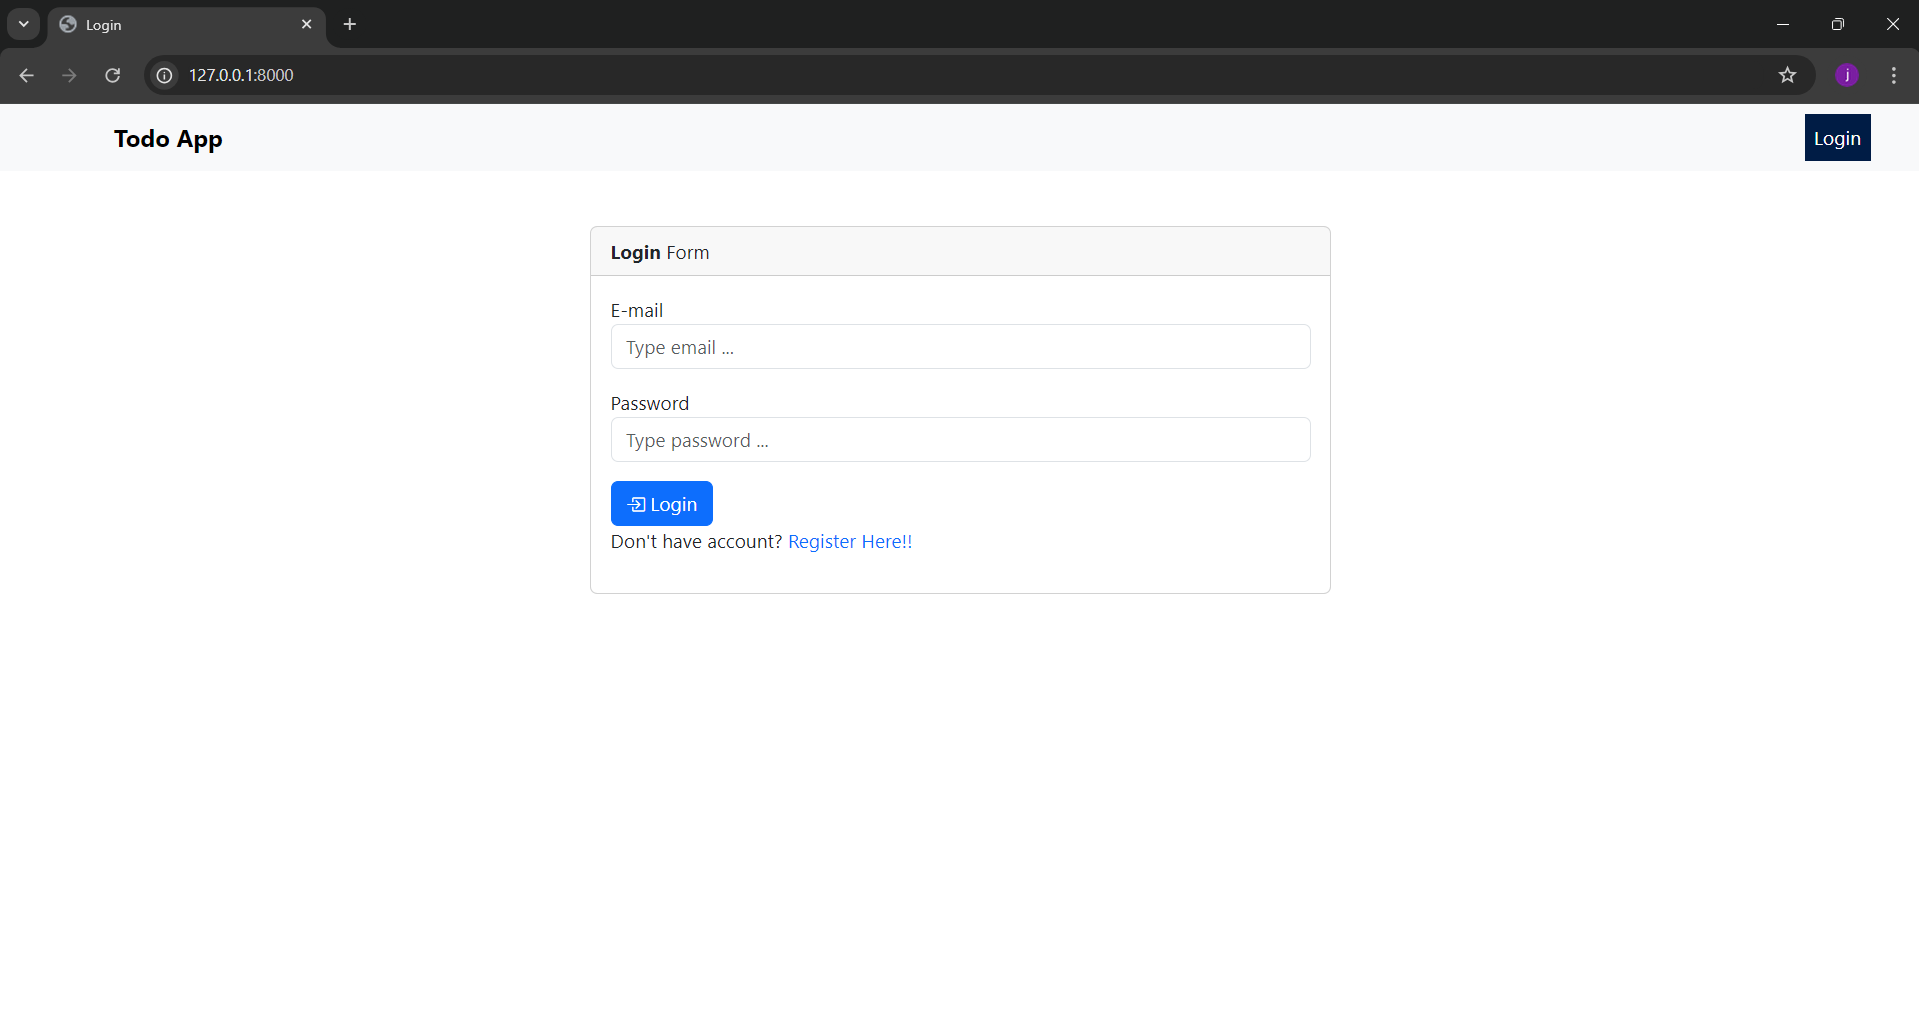 Login
127.0.0.1:8000
j
Todo App
Login
Login Form
E-mail
Type email ...
Password
Type password ...
Login
Don't have account? Register Here!!